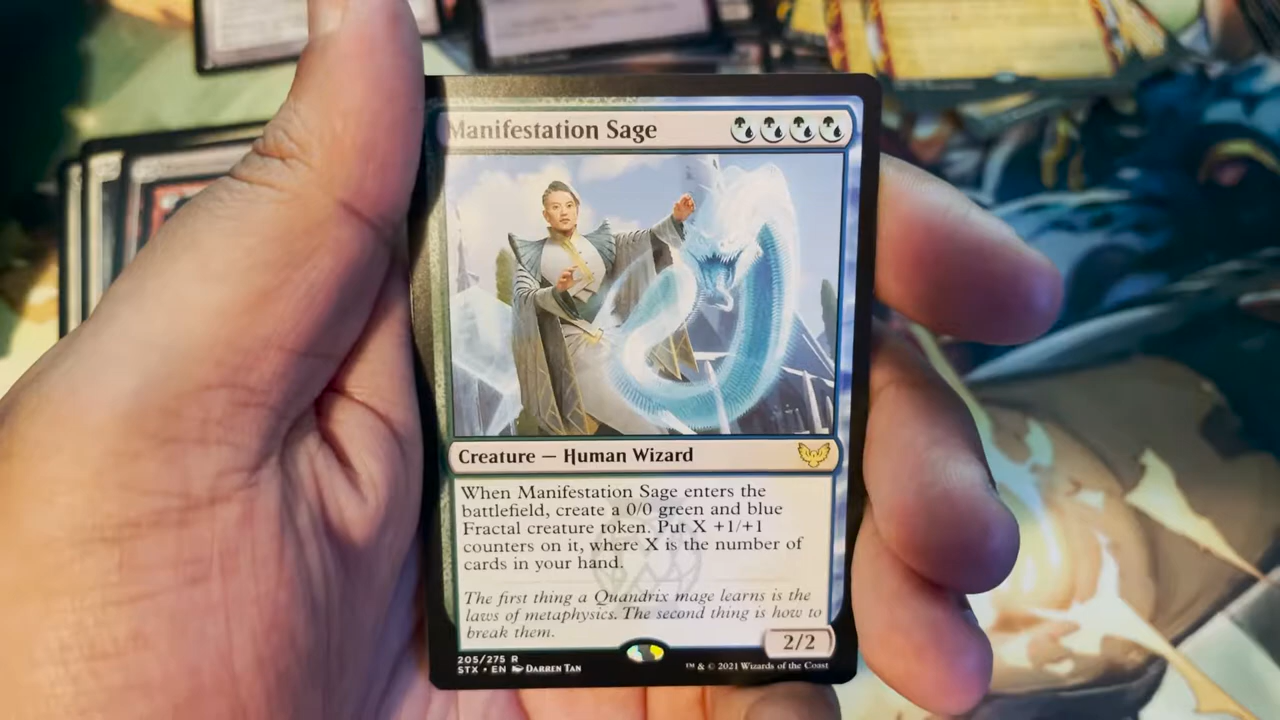 Manifestation Sage
Creature — Human Wizard
When Manifestation Sage enters the
battlefield, create a 0/0 green and blue
Fractal creature token. Put X +1/+1
counters on it, where X is the number of
cards in your hand.
The first thing a Quandrix mage learns is the
laws of metaphysics. The second thing is how to
break them.
2/2
205/275 R
STX • EN DARREN TAN
™ & © 2021 Wizards of the Coast